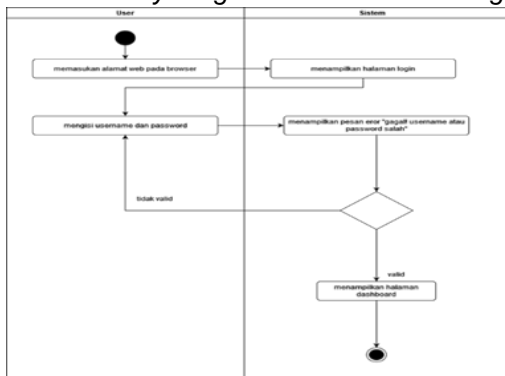 User
Sistem
memasukan alamat web pada browser
menampilkan halaman login
mengisi username dan password
menampilkan pesan eror "gagal! username atau
password salah"
tidak valid
valid
menampilkan halaman
dashboard